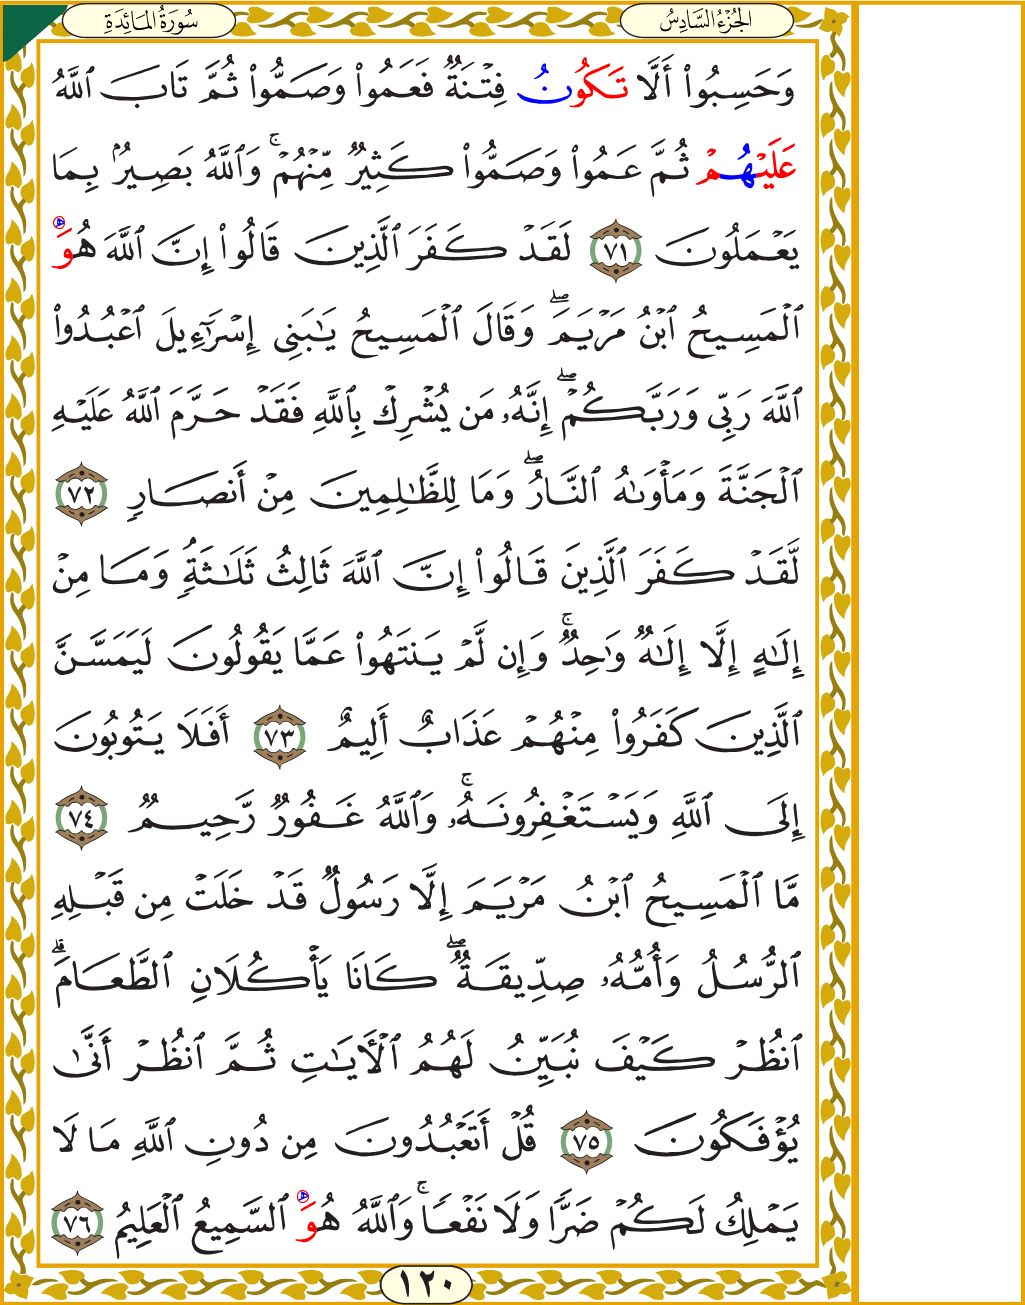 سُورَةُ المَائِدَةِ
الجُزْءُ السَّادِسُ
وَحَسِبُوٓا۟ أَلَّا تَكُونُ فِتْنَةٌ فَعَمُوا۟ وَصَمُّوا۟ ثُمَّ تَابَ ٱللَّهُ
عَلَيْهُمْ ثُمَّ عَمُوا۟ وَصَمُّوا۟ كَثِيرٌ مِّنْهُمْ ۚ وَٱللَّهُ بَصِيرٌۢ بِمَا
يَعْمَلُونَ ٧١ لَقَدْ كَفَرَ ٱلَّذِينَ قَالُوٓا۟ إِنَّ ٱللَّهَ هُوَ
ٱلْمَسِيحُ ٱبْنُ مَرْيَمَ ۖ وَقَالَ ٱلْمَسِيحُ يَـٰبَنِىٓ إِسْرَٰٓءِيلَ ٱعْبُدُوا۟
ٱللَّهَ رَبِّى وَرَبَّكُمْ ۖ إِنَّهُۥ مَن يُشْرِكْ بِٱللَّهِ فَقَدْ حَرَّمَ ٱللَّهُ عَلَيْهِ
ٱلْجَنَّةَ وَمَأْوَىٰهُ ٱلنَّارُ ۖ وَمَا لِلظَّـٰلِمِينَ مِنْ أَنصَارٍ ٧٢
لَّقَدْ كَفَرَ ٱلَّذِينَ قَالُوٓا۟ إِنَّ ٱللَّهَ ثَالِثُ ثَلَـٰثَةٍ ۘ وَمَا مِنْ
إِلَـٰهٍ إِلَّآ إِلَـٰهٌ وَٰحِدٌ ۚ وَإِن لَّمْ يَنتَهُوا۟ عَمَّا يَقُولُونَ لَيَمَسَّنَّ
ٱلَّذِينَ كَفَرُوا۟ مِنْهُمْ عَذَابٌ أَلِيمٌ ٧٣ أَفَلَا يَتُوبُونَ
إِلَى ٱللَّهِ وَيَسْتَغْفِرُونَهُۥ ۚ وَٱللَّهُ غَفُورٌ رَّحِيمٌ ٧٤
مَّا ٱلْمَسِيحُ ٱبْنُ مَرْيَمَ إِلَّا رَسُولٌ قَدْ خَلَتْ مِن قَبْلِهِ
ٱلرُّسُلُ وَأُمُّهُۥ صِدِّيقَةٌ ۖ كَانَا يَأْكُلَانِ ٱلطَّعَامَ ۗ
ٱنظُرْ كَيْفَ نُبَيِّنُ لَهُمُ ٱلْـَٔايَـٰتِ ثُمَّ ٱنظُرْ أَنَّىٰ
يُؤْفَكُونَ ٧٥ قُلْ أَتَعْبُدُونَ مِن دُونِ ٱللَّهِ مَا لَا
يَمْلِكُ لَكُمْ ضَرًّا وَلَا نَفْعًا ۚ وَٱللَّهُ هُوَ ٱلسَّمِيعُ ٱلْعَلِيمُ ٧٦
١٢٠